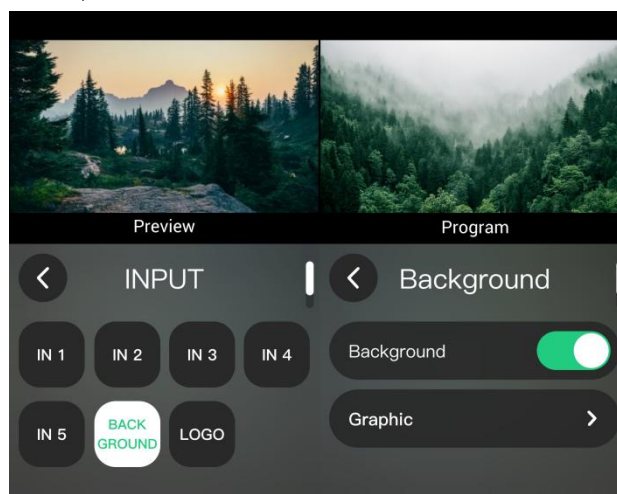 Preview
Program
INPUT
Background
IN 1
IN 2
IN 3
IN 4
Background
IN 5
BACK
GROUND
LOGO
Graphic